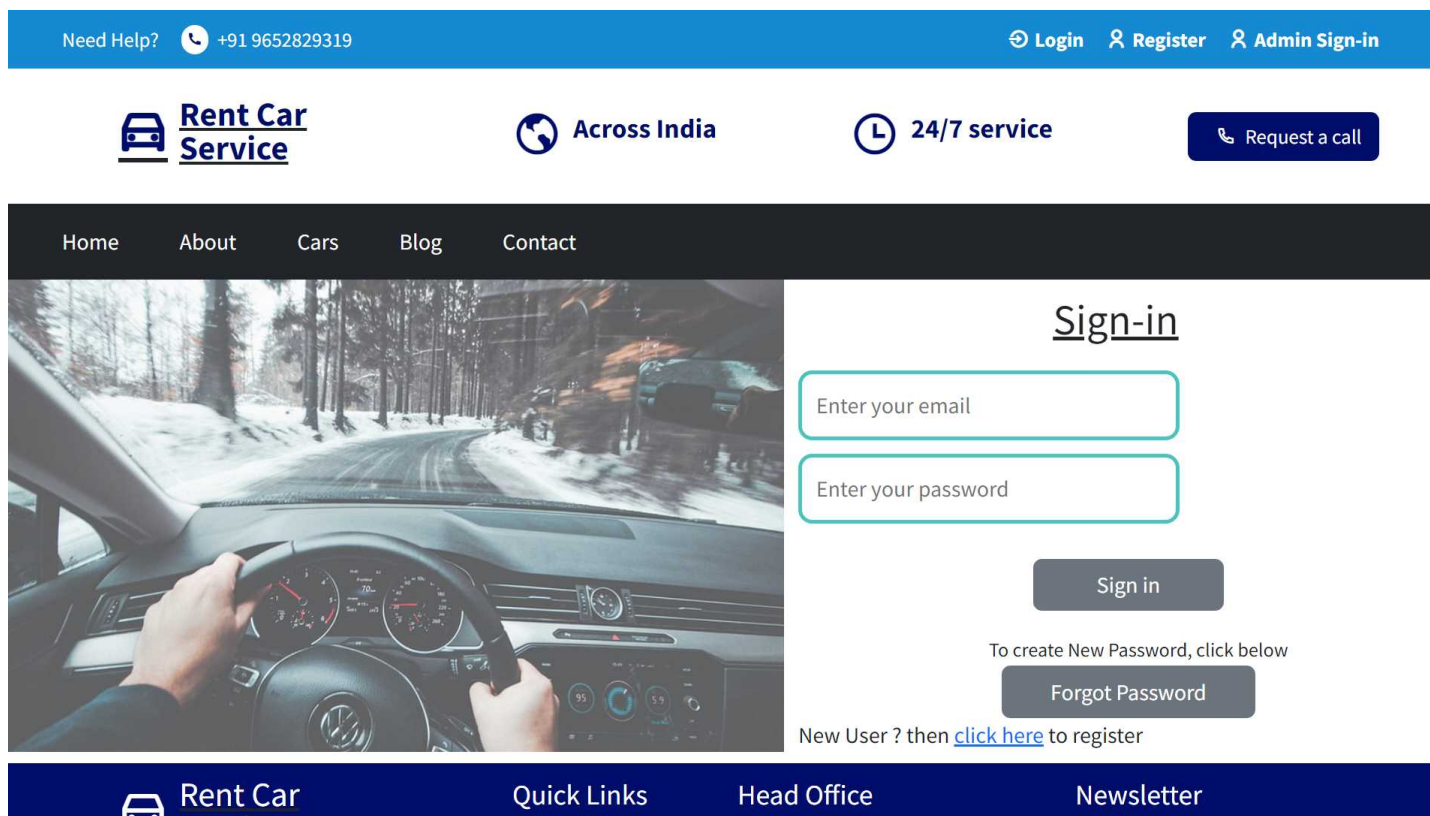 Need Help? +91 9652829319 Login Register Admin Sign-in
Rent Car
Service
Across India
24/7 service
Request a call
Home About Cars Blog Contact
Sign-in
Enter your email
Enter your password
Sign in
To create New Password, click below
Forgot Password
New User ? then click here to register
Rent Car Quick Links Head Office Newsletter